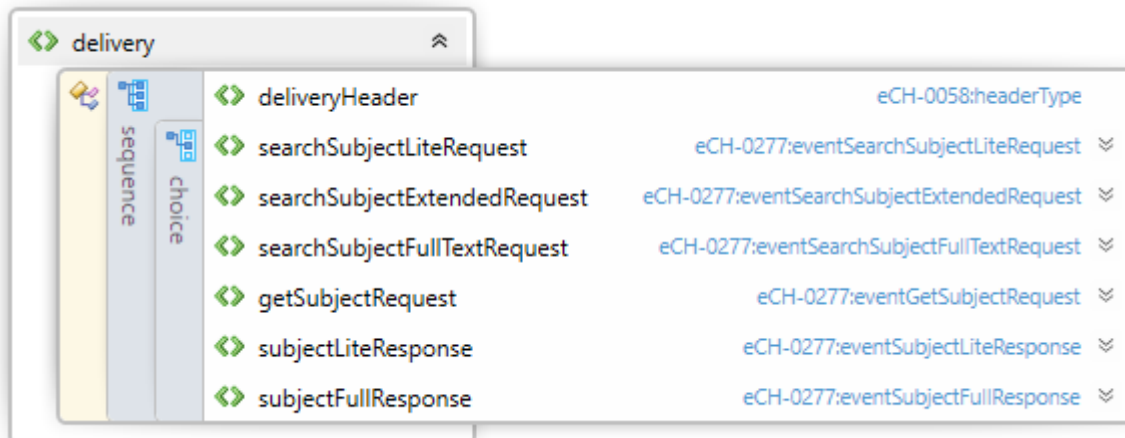 delivery
deliveryHeader eCH-0058:headerType
sequence
choice
searchSubjectLiteRequest eCH-0277:eventSearchSubjectLiteRequest
searchSubjectExtendedRequest eCH-0277:eventSearchSubjectExtendedRequest
searchSubjectFullTextRequest eCH-0277:eventSearchSubjectFullTextRequest
getSubjectRequest eCH-0277:eventGetSubjectRequest
subjectLiteResponse eCH-0277:eventSubjectLiteResponse
subjectFullResponse eCH-0277:eventSubjectFullResponse